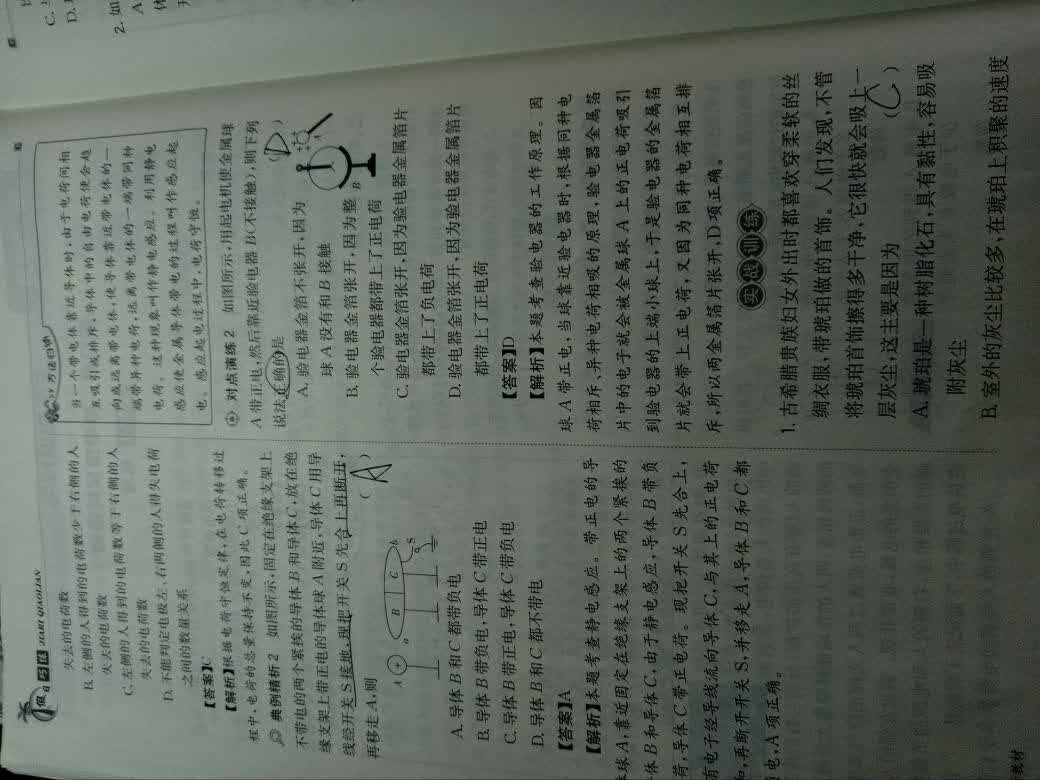 假日巧练 JIARI QIAOLIAN
失去的电荷数
B. 左侧的人得到的电荷数少于右侧的人
失去的电荷数
C. 左侧的人得到的电荷数等于右侧的人
失去的电荷数
D. 不能判定电极左、右两侧的人得失电荷
之间的数量关系
【答案】C
【解析】根据电荷守恒定律,在电荷转移过
程中,电荷的总量保持不变,因此C项正确。
典例精析 2 如图所示,固定在绝缘支架上
不带电的两个紧挨的导体B和导体C,放在绝
缘支架上带正电的导体球A附近,导体C用导
线经开关S接地,现把开关S先合上再断开,
再移走A,则 ( A )
A
a
B
C
b
S
A. 导体B和C都带负电
B. 导体B带负电,导体C带正电
C. 导体B带正电,导体C带负电
D. 导体B和C都不带电
【答案】A
【解析】本题考查静电感应。带正电的导
体球A,靠近固定在绝缘支架上的两个紧挨的
体B和导体C,由于静电感应,导体B带负
荷,导体C带正电荷。现把开关S先合上,
有电子经导线流向导体C,与其上的正电荷
和,再断开开关S,并移走A,导体B和C都
电,A项正确。
方法归纳
当一个带电体靠近导体时,由于电荷间相
互吸引或排斥,导体中的自由电荷便会趋
向或远离带电体,使导体靠近带电体的一
端带异种电荷,远离带电体的一端带同种
电荷。这种现象叫作静电感应。利用静电
感应使金属导体带电的过程叫作感应起
电。感应起电过程中,电荷守恒。
对点演练 2 如图所示,用起电机使金属球
A带正电,然后靠近验电器B(不接触),则下列
说法正确的是 ( D )
A. 验电器金箔不张开,因为
球A没有和B接触
B. 验电器金箔张开,因为整
个验电器都带上了正电荷
A
B
C. 验电器金箔张开,因为验电器金属箔片
都带上了负电荷
D. 验电器金箔张开,因为验电器金属箔片
都带上了正电荷
【答案】D
【解析】本题考查验电器的工作原理。因
球A带正电,当球靠近验电器时,根据同种电
荷相斥、异种电荷相吸的原理,验电器金属箔
片中的电子就会被金属球A上的正电荷吸引
到验电器的上端小球上,于是验电器的金属箔
片就会带上正电荷,又因为同种电荷相互排
斥,所以两金属箔片张开,D项正确。
实战训练
1. 古希腊贵族妇女外出时都喜欢穿柔软的丝
绸衣服,带琥珀做的首饰。人们发现,不管
将琥珀首饰擦得多干净,它很快就会吸上一
层灰尘,这主要是因为 ( C )
A. 琥珀是一种树脂化石,具有黏性,容易吸
附灰尘
B. 室外的灰尘比较多,在琥珀上积聚的速度
教材
C.
D.
2. 如
A